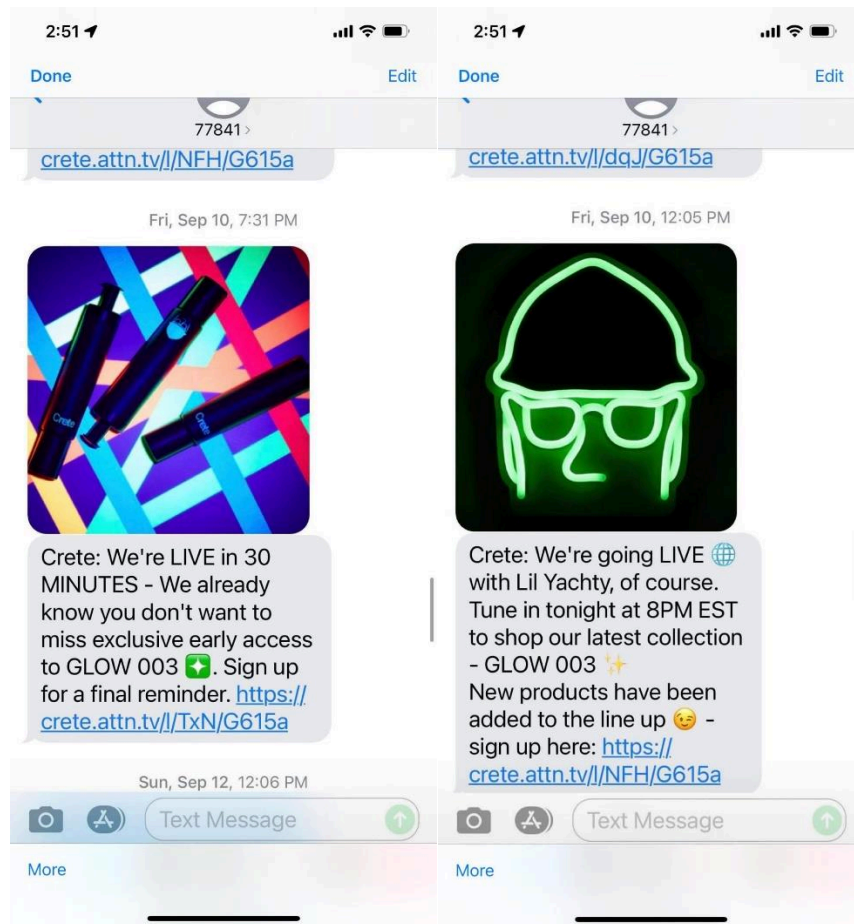 2:51
Done
Edit
77841 >
crete.attn.tv/l/NFH/G615a
Fri, Sep 10, 7:31 PM
Crete
Crete
Crete: We're LIVE in 30
MINUTES - We already
know you don't want to
miss exclusive early access
to GLOW 003 ❇️. Sign up
for a final reminder. https://
crete.attn.tv/l/TxN/G615a
Sun, Sep 12, 12:06 PM
Text Message
More
2:51
Done
Edit
77841 >
crete.attn.tv/l/dqJ/G615a
Fri, Sep 10, 12:05 PM
Crete: We're going LIVE 🌐
with Lil Yachty, of course.
Tune in tonight at 8PM EST
to shop our latest collection
- GLOW 003 ✨
New products have been
added to the line up 😉 -
sign up here: https://
crete.attn.tv/l/NFH/G615a
Text Message
More